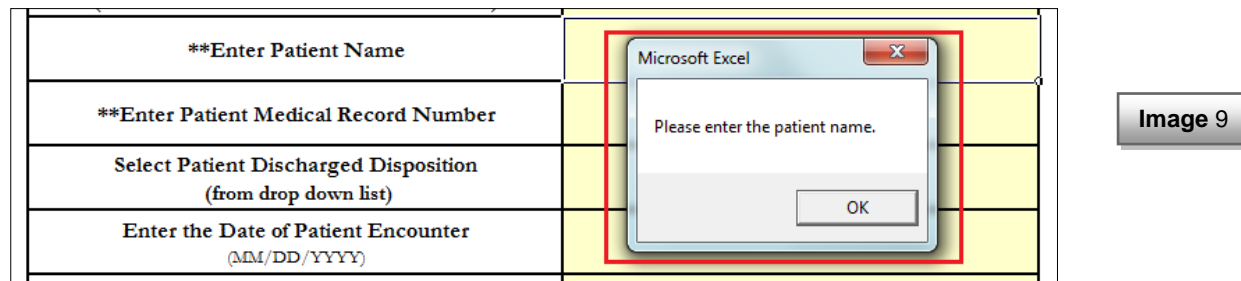 **Enter Patient Name
**Enter Patient Medical Record Number
Select Patient Discharged Disposition
(from drop down list)
Enter the Date of Patient Encounter
(MM/DD/YYYY)
Microsoft Excel
Please enter the patient name.
OK
Image 9